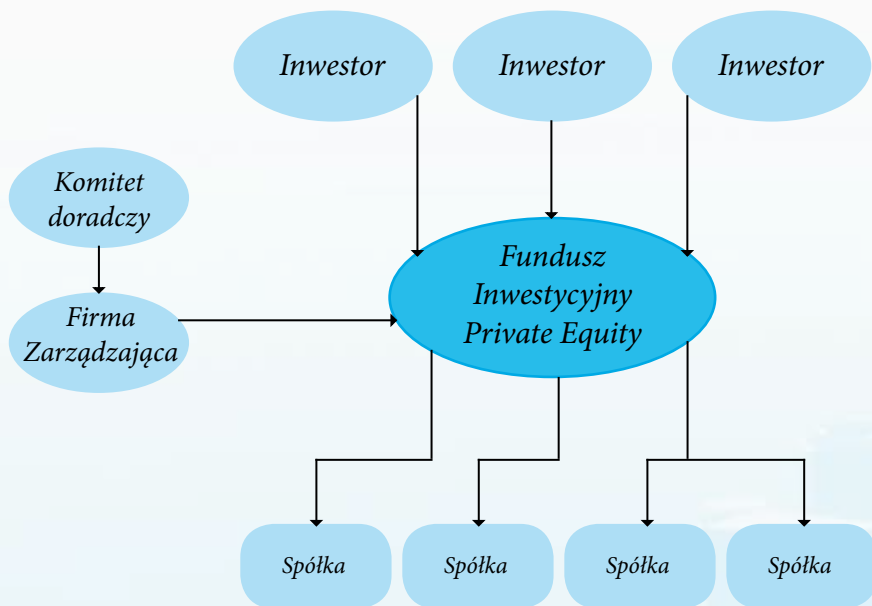 Inwestor
Inwestor
Inwestor
Komitet
doradczy
Firma
Zarządzająca
Fundusz
Inwestycyjny
Private Equity
Spółka
Spółka
Spółka
Spółka